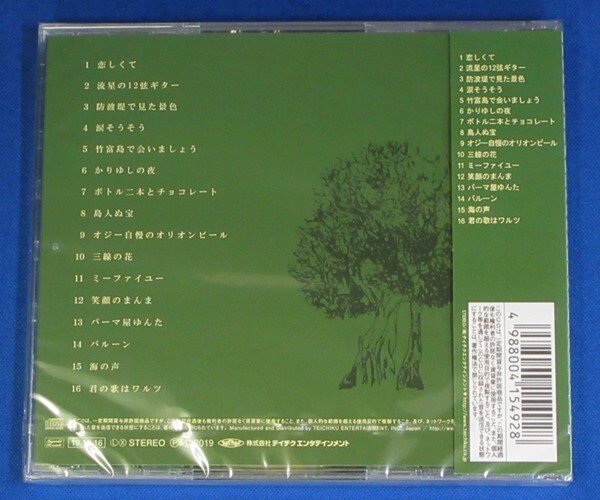 1 恋しくて
2 流星の12弦ギター
3 防波堤で見た景色
4 涙そうそう
5 竹富島で会いましょう
6 かりゆしの夜
7 ボトル二本とチョコレート
8 島人ぬ宝
9 オジー自慢のオリオンビール
10 三線の花
11 ミーファイユー
12 笑顔のまんま
13 パーマ屋ゆんた
14 バルーン
15 海の声
16 君の歌はワルツ
STEREO
株式会社 テイチクエンタテインメント
1 恋しくて
2 流星の12弦ギター
3 防波堤で見た景色
4 涙そうそう
5 竹富島で会いましょう
6 かりゆしの夜
7 ボトル二本とチョコレート
8 島人ぬ宝
9 オジー自慢のオリオンビール
10 三線の花
11 ミーファイユー
12 笑顔のまんま
13 パーマ屋ゆんた
14 バルーン
15 海の声
16 君の歌はワルツ
4 988004 154928